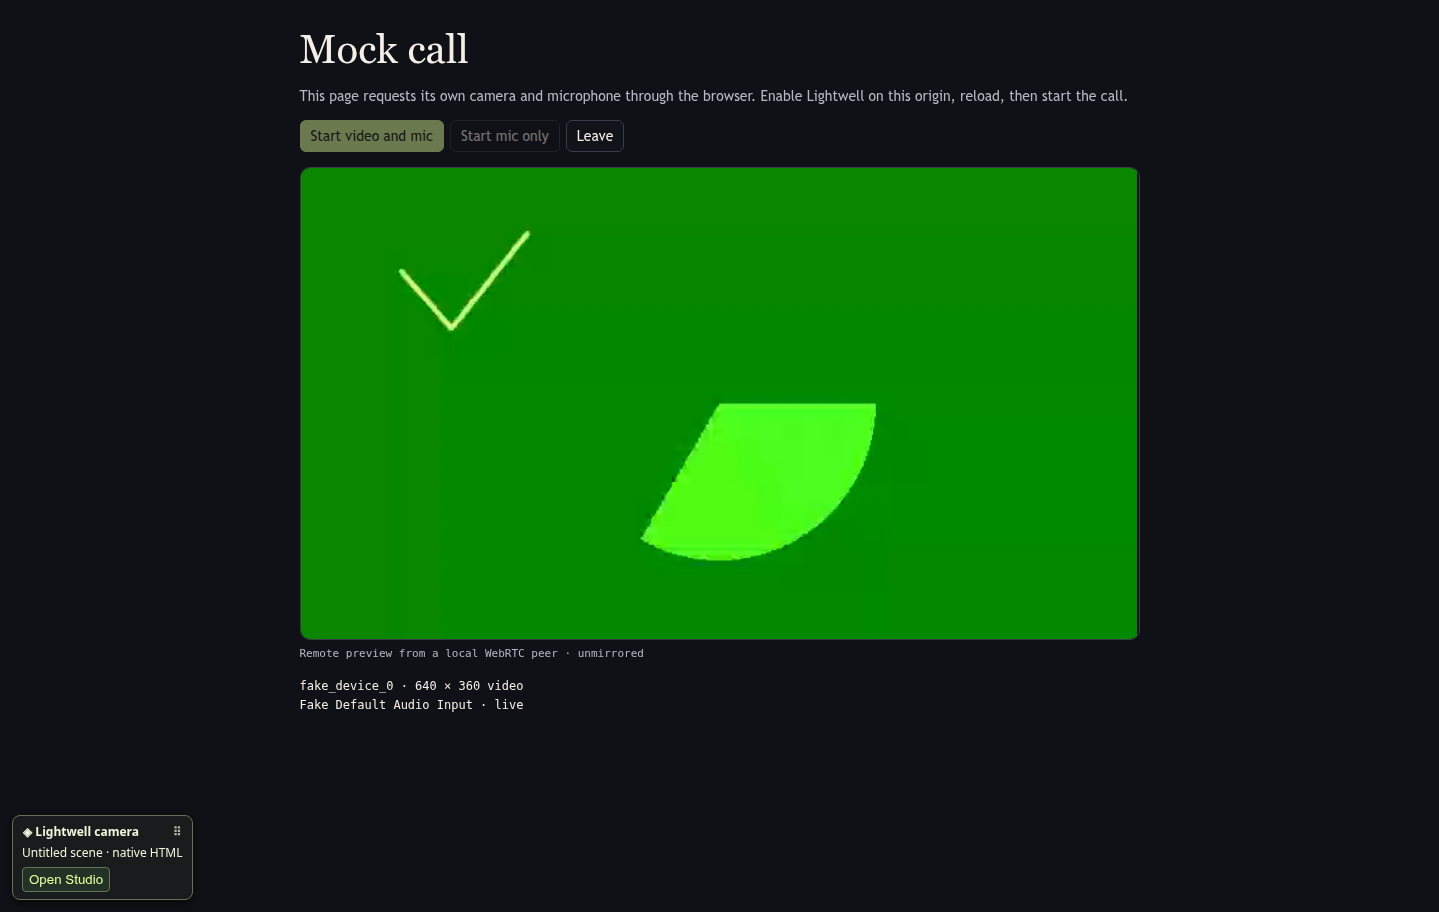 Mock call
This page requests its own camera and microphone through the browser. Enable Lightwell on this origin, reload, then start the call.
Start video and mic
Start mic only
Leave
Remote preview from a local WebRTC peer · unmirrored
fake_device_0 · 640 × 360 video
Fake Default Audio Input · live
◈ Lightwell camera
Untitled scene · native HTML
Open Studio